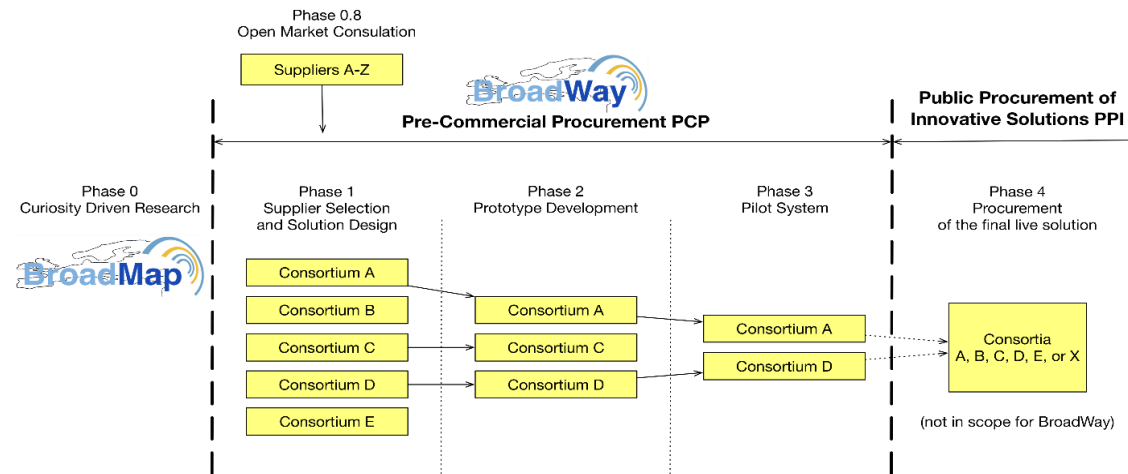 Phase 0.8
Open Market Consulation
Suppliers A-Z
BroadWay
Pre-Commercial Procurement PCP
Public Procurement of
Innovative Solutions PPI
Phase 0
Curiosity Driven Research
BroadMap
Phase 1
Supplier Selection
and Solution Design
Consortium A
Consortium B
Consortium C
Consortium D
Consortium E
Phase 2
Prototype Development
Consortium A
Consortium C
Consortium D
Phase 3
Pilot System
Consortium A
Consortium D
Phase 4
Procurement
of the final live solution
Consortia
A, B, C, D, E, or X
(not in scope for BroadWay)